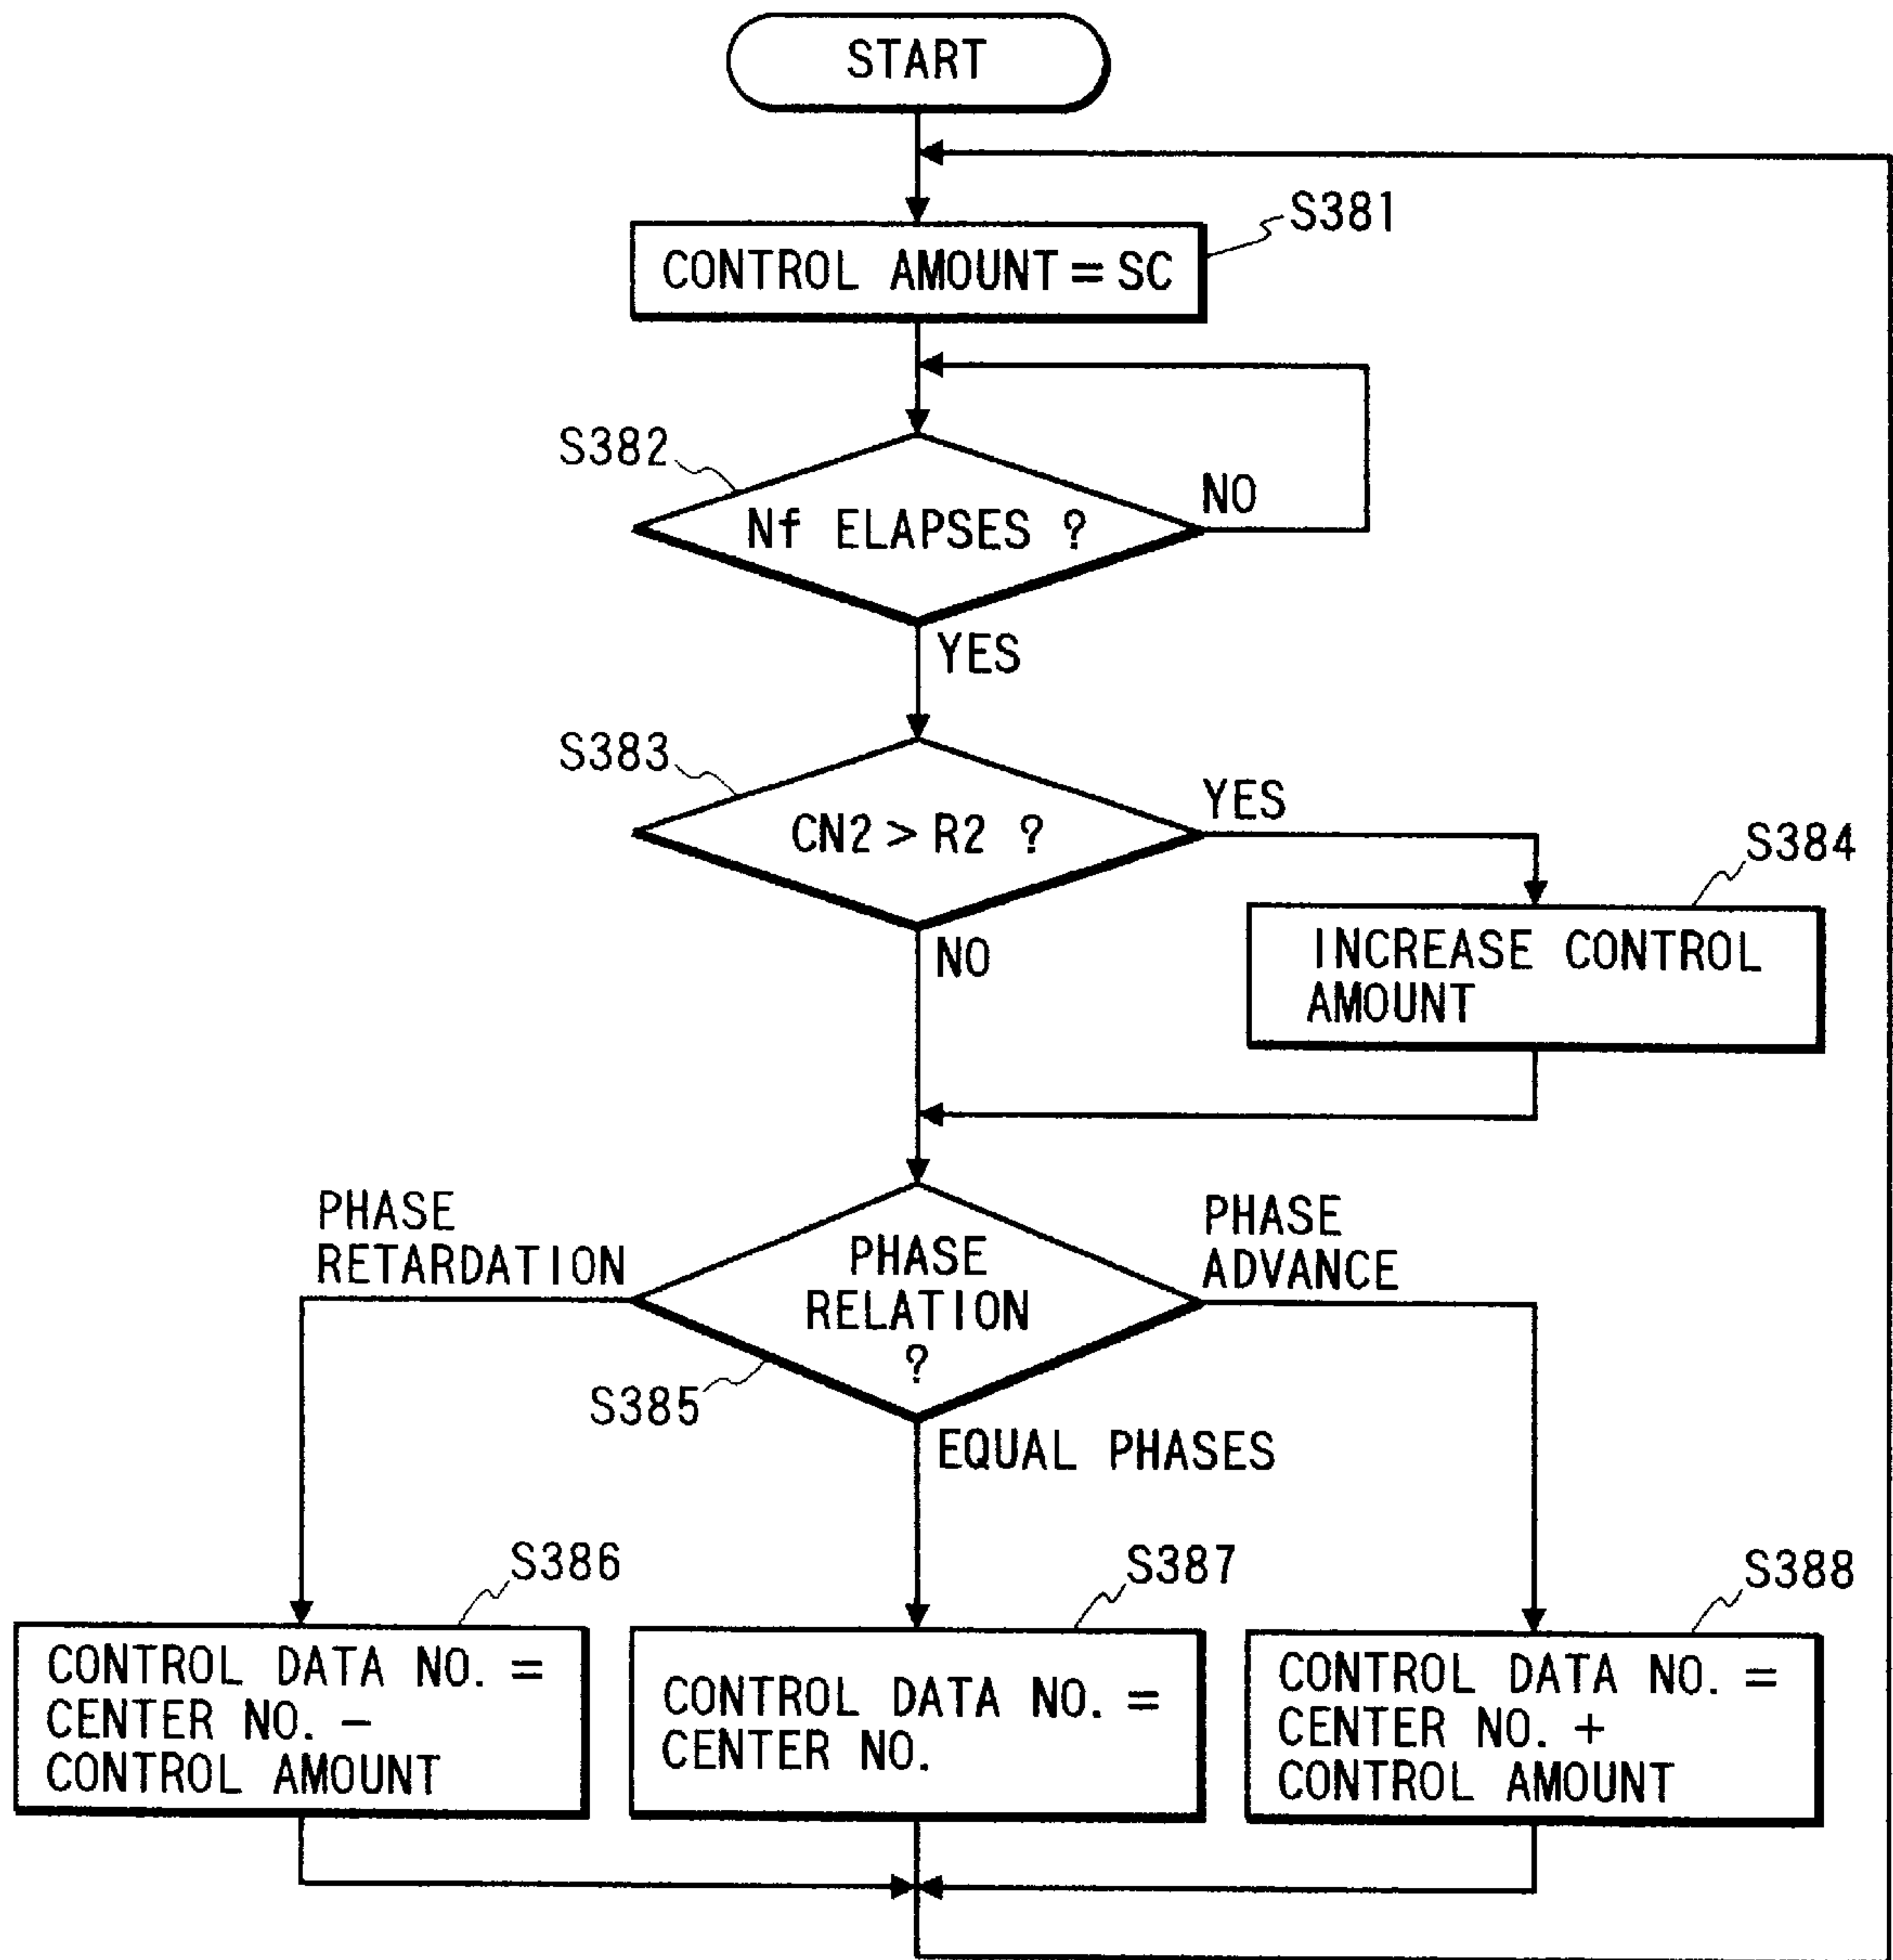 START
S381
CONTROL AMOUNT = SC
S382
NO
Nf ELAPSES ?
YES
S383
YES
CN2 > R2 ?
S384
NO
INCREASE CONTROL
AMOUNT
PHASE
RETARDATION
PHASE
RELATION
?
PHASE
ADVANCE
S385
EQUAL PHASES
S386
S387
S388
CONTROL DATA NO. =
CENTER NO. −
CONTROL AMOUNT
CONTROL DATA NO. =
CENTER NO.
CONTROL DATA NO. =
CENTER NO. +
CONTROL AMOUNT